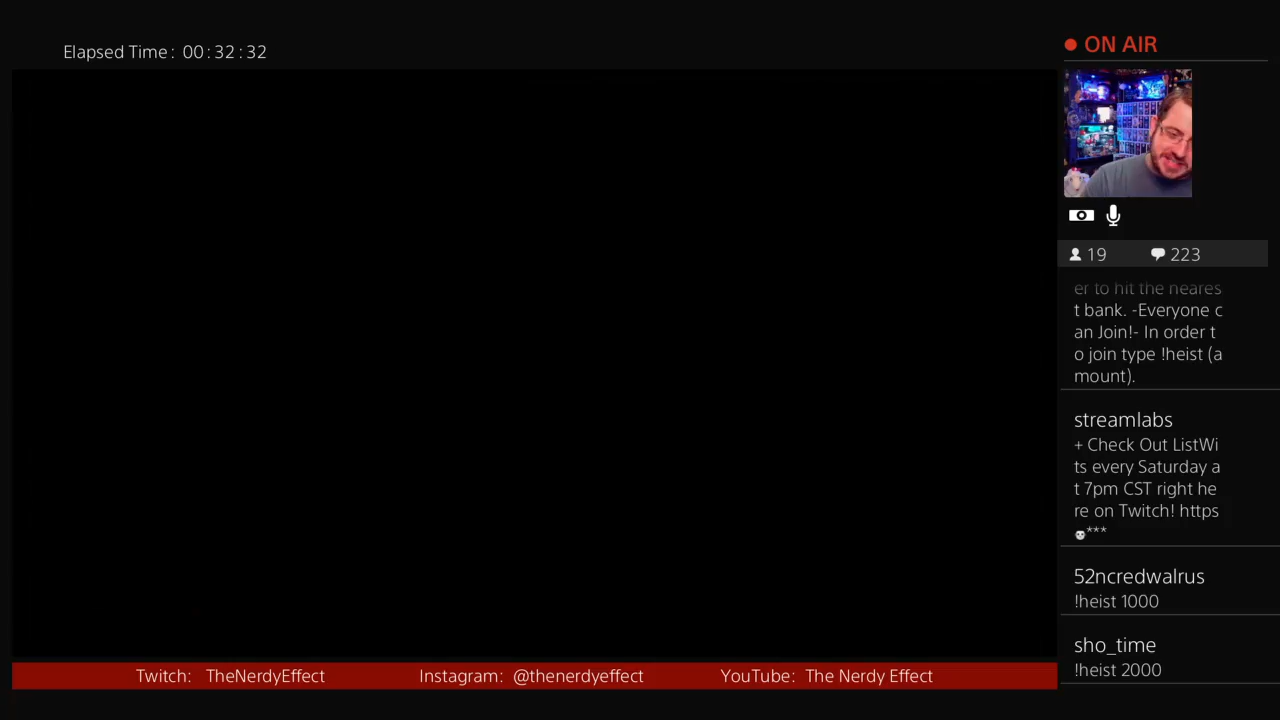 Elapsed Time: 00:32:32
ON AIR
19 223
er to hit the neares
t bank. -Everyone c
an Join!- In order t
o join type !heist (a
mount).
streamlabs
+ Check Out ListWi
ts every Saturday a
t 7pm CST right he
re on Twitch! https
***
52ncredwalrus
!heist 1000
sho_time
!heist 2000
Twitch: TheNerdyEffect Instagram: @thenerdyeffect YouTube: The Nerdy Effect